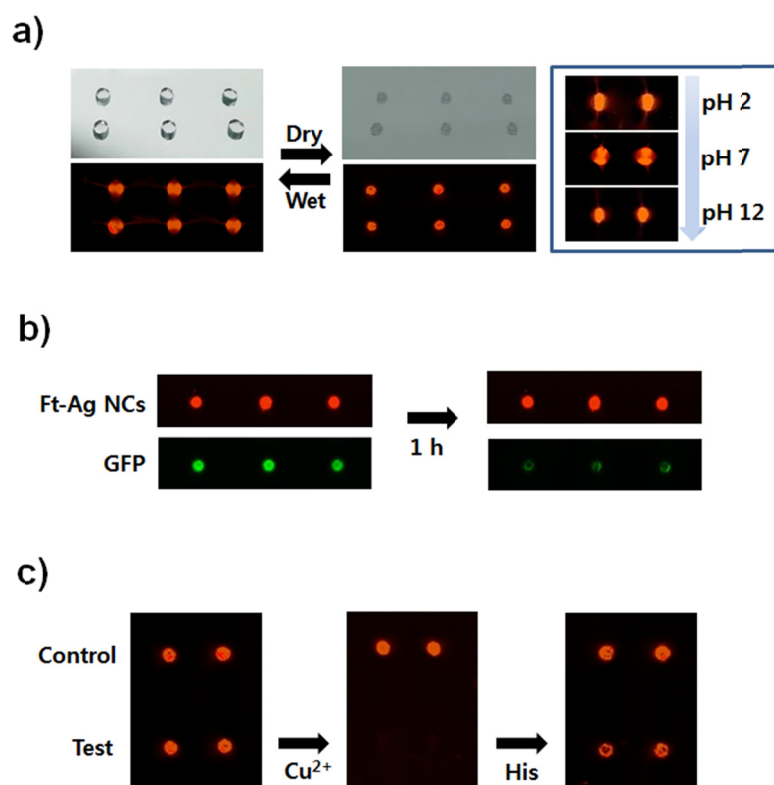 a)
Dry
Wet
pH 2
pH 7
pH 12
b)
Ft-Ag NCs
GFP
1 h
c)
Control
Test
Cu²⁺
His